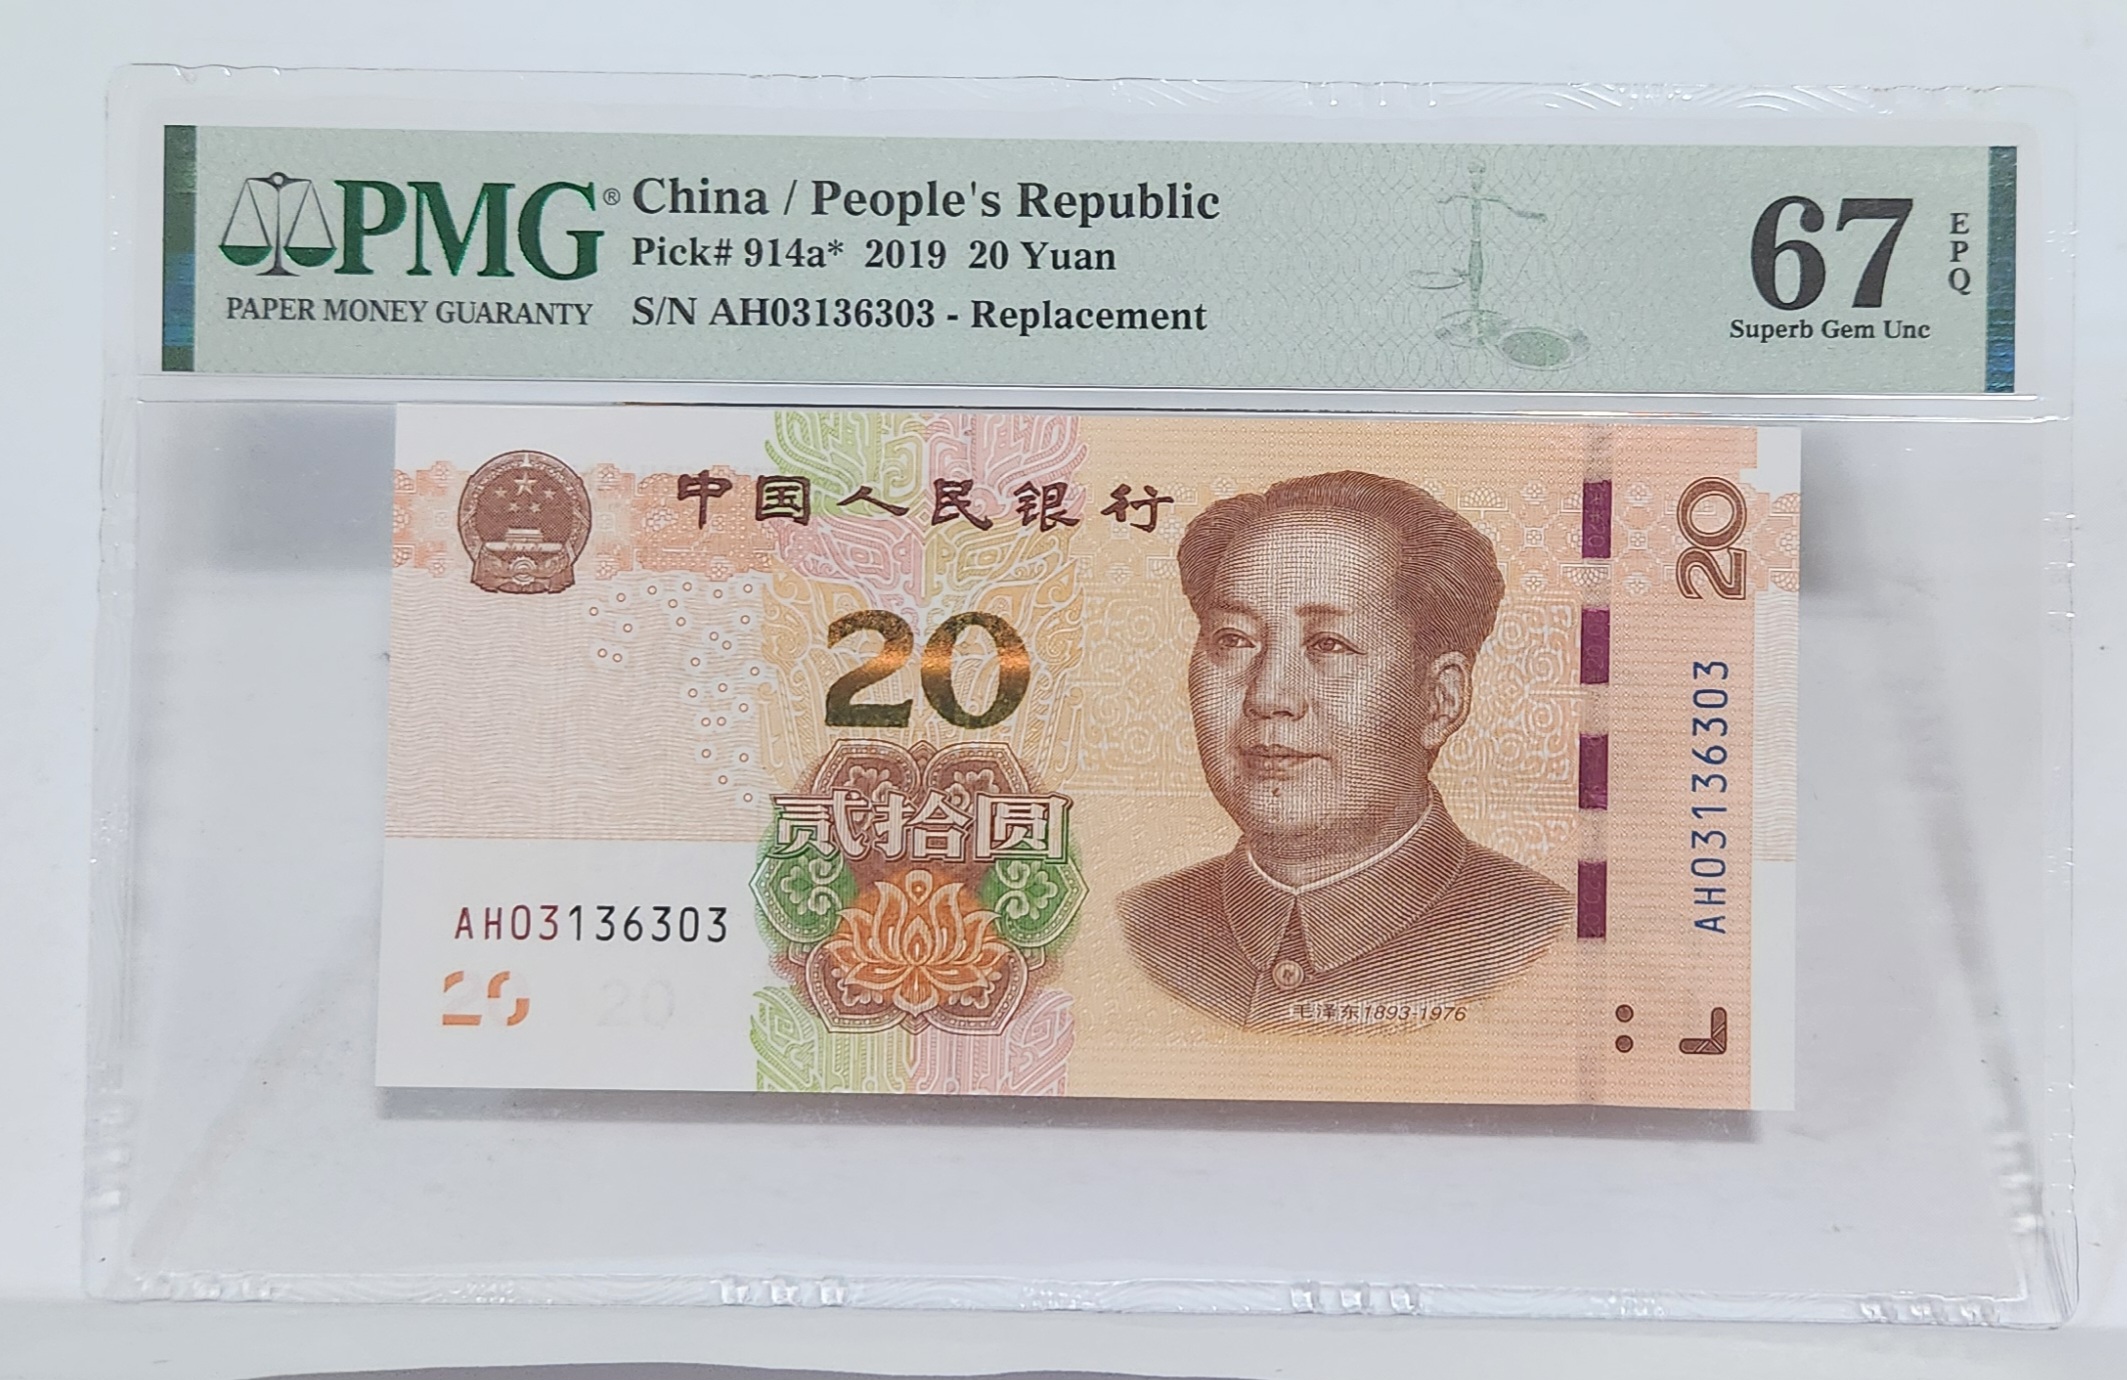 PMG® China / People's Republic
Pick# 914a* 2019 20 Yuan
PAPER MONEY GUARANTY S/N AH03136303 - Replacement
67 EPQ
Superb Gem Unc
中国人民银行
20
20
贰拾圆
AH03136303
AH03136303
20 20
毛泽东1893-1976